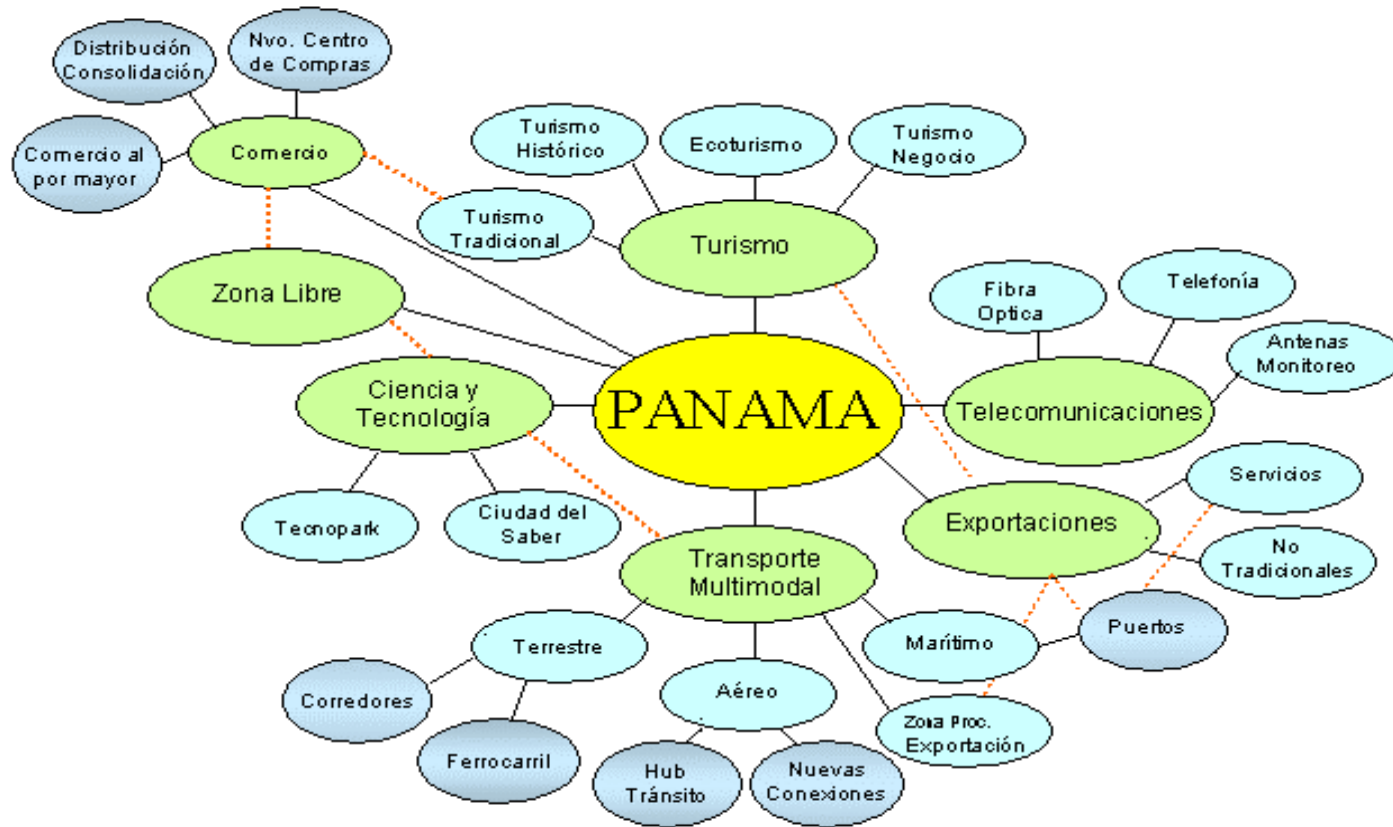 Distribución
Consolidación
Nvo. Centro
de Compras
Comercio al
por mayor
Comercio
Turismo
Histórico
Ecoturismo
Turismo
Negocio
Turismo
Tradicional
Turismo
Zona Libre
Fibra
Optica
Telefonía
Antenas
Monitoreo
Ciencia y
Tecnología
PANAMA
Telecomunicaciones
Tecnopark
Ciudad del
Saber
Exportaciones
Servicios
No
Tradicionales
Transporte
Multimodal
Terrestre
Marítimo
Puertos
Corredores
Aéreo
Zona Proc.
Exportación
Ferrocarril
Hub
Tránsito
Nuevas
Conexiones